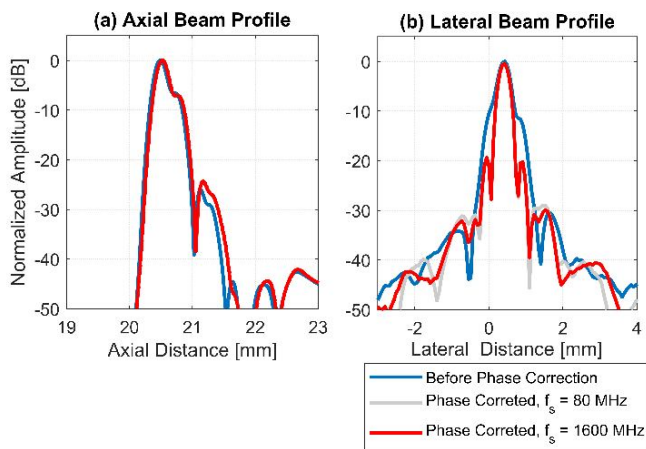 (a) Axial Beam Profile
(b) Lateral Beam Profile
Normalized Amplitude [dB]
0
-10
-20
-30
-40
-50
19
20
21
22
23
Axial Distance [mm]
0
-10
-20
-30
-40
-50
-2
0
2
4
Lateral Distance [mm]
Before Phase Correction
Phase Correted, f_s = 80 MHz
Phase Correted, f_s = 1600 MHz